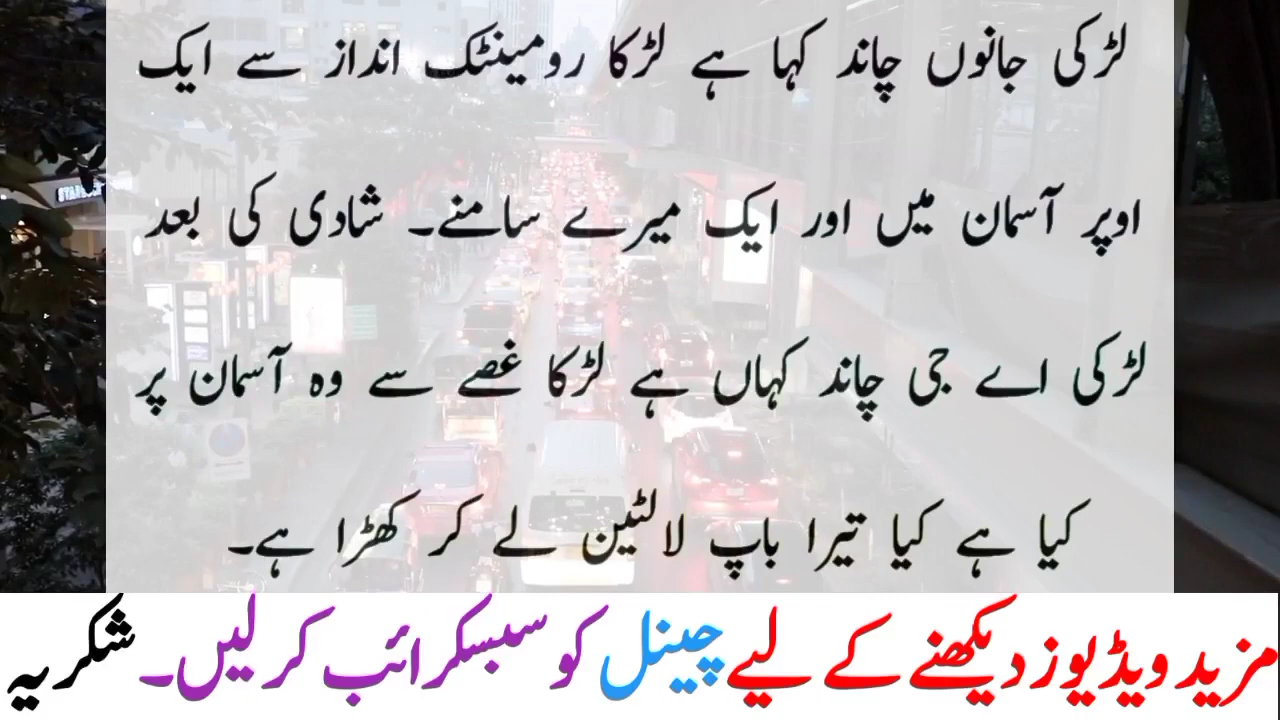 لڑکی جانوں چاند کہا ہے لڑکا رومینٹک انداز سے ایک
اوپر آسمان میں اور ایک میرے سامنے۔ شادی کی بعد
لڑکی اے جی چاند کہاں ہے لڑکا غصے سے وہ آسمان پر
کیا ہے کیا تیرا باپ لالٹین لے کر کھڑا ہے۔
مزید ویڈیوز دیکھنے کے لیے چینل کو سبسکرائب کرلیں۔ شکریہ